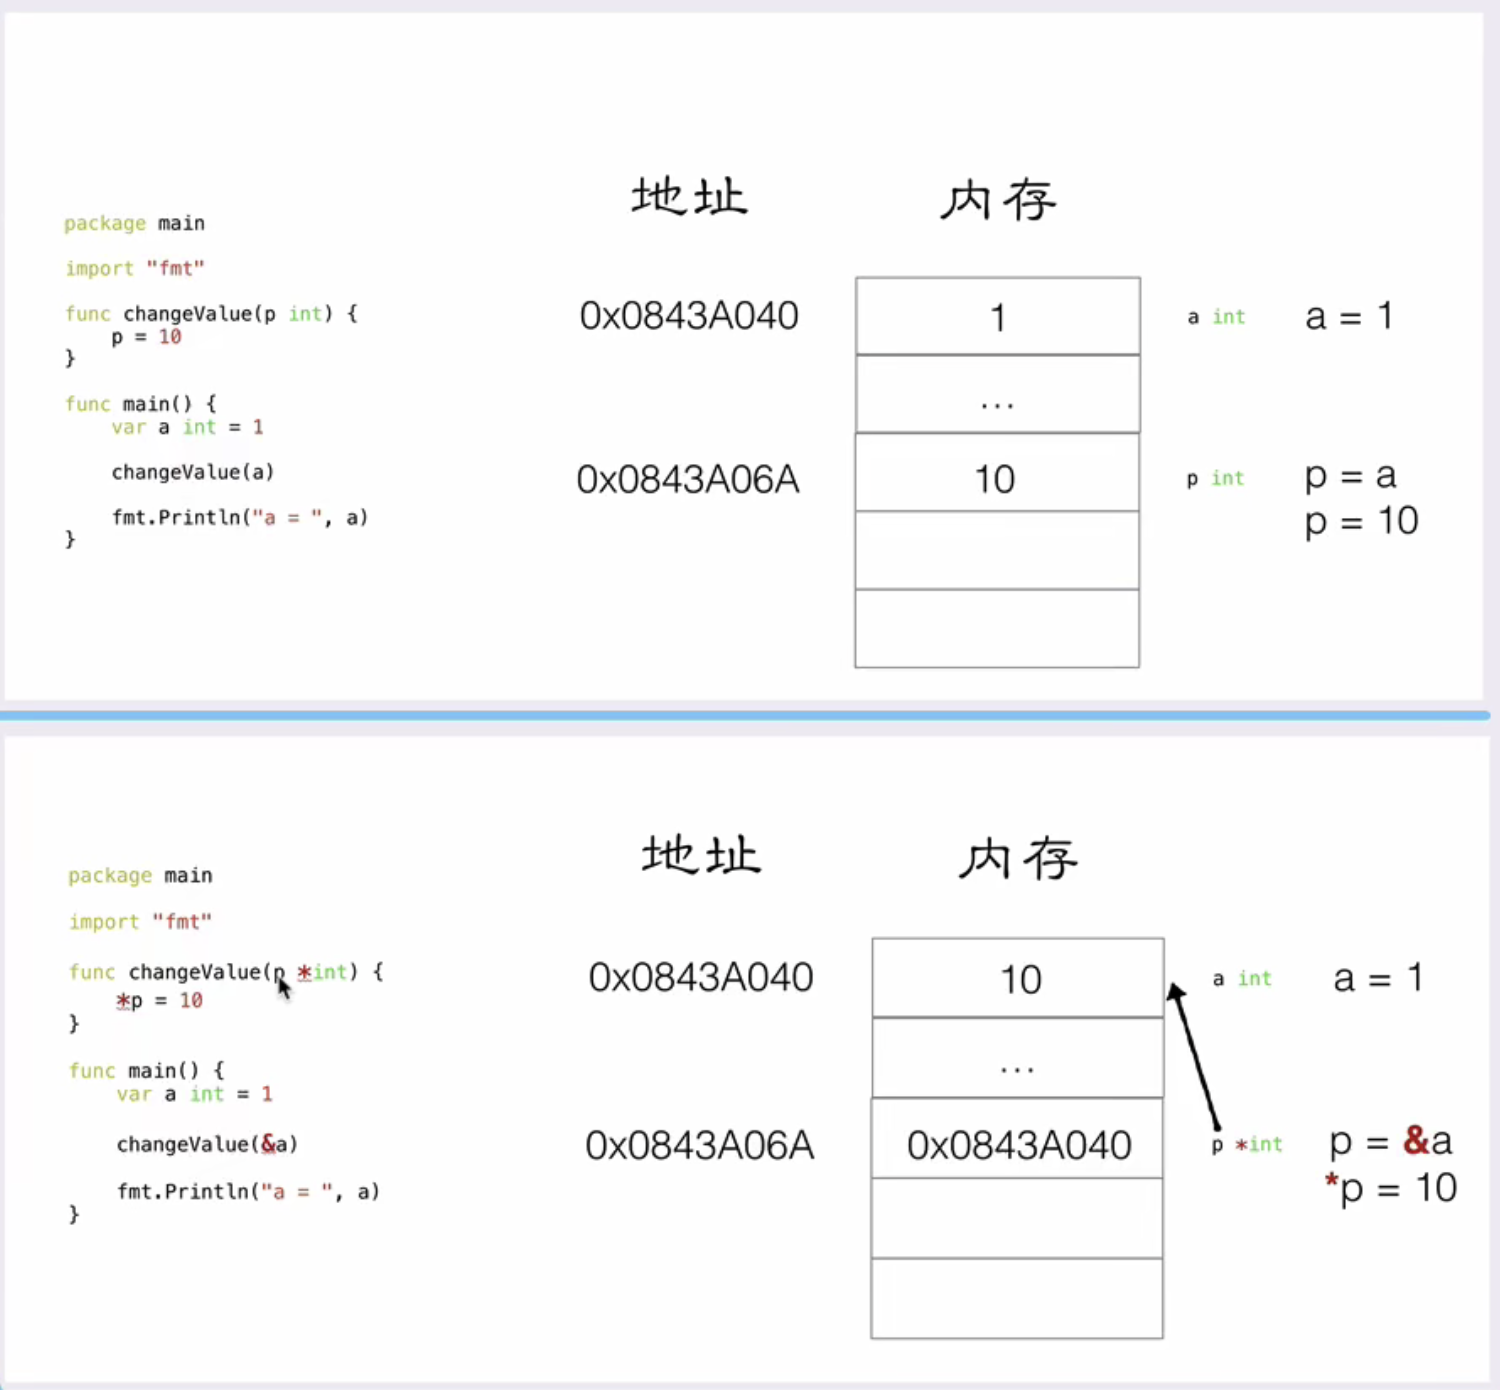 地址 内存
package main
import "fmt"
func changeValue(p int) {
p = 10
}
func main() {
var a int = 1
changeValue(a)
fmt.Println("a = ", a)
}
0x0843A040 1 a int a = 1
...
0x0843A06A 10 p int p = a
p = 10
地址 内存
package main
import "fmt"
func changeValue(p *int) {
*p = 10
}
func main() {
var a int = 1
changeValue(&a)
fmt.Println("a = ", a)
}
0x0843A040 10 a int a = 1
...
0x0843A06A 0x0843A040 p *int p = &a
*p = 10